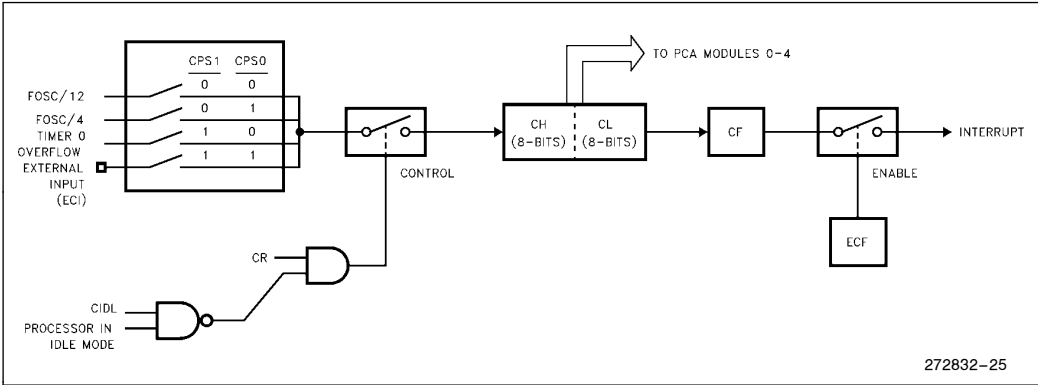 CPS1 CPS0
0 0
FOSC/12
0 1
FOSC/4
TIMER 0
1 0
OVERFLOW
1 1
EXTERNAL
INPUT
(ECI)
CONTROL
TO PCA MODULES 0-4
CH
(8-BITS)
CL
(8-BITS)
CF
INTERRUPT
ENABLE
ECF
CR
CIDL
PROCESSOR IN
IDLE MODE
272832-25